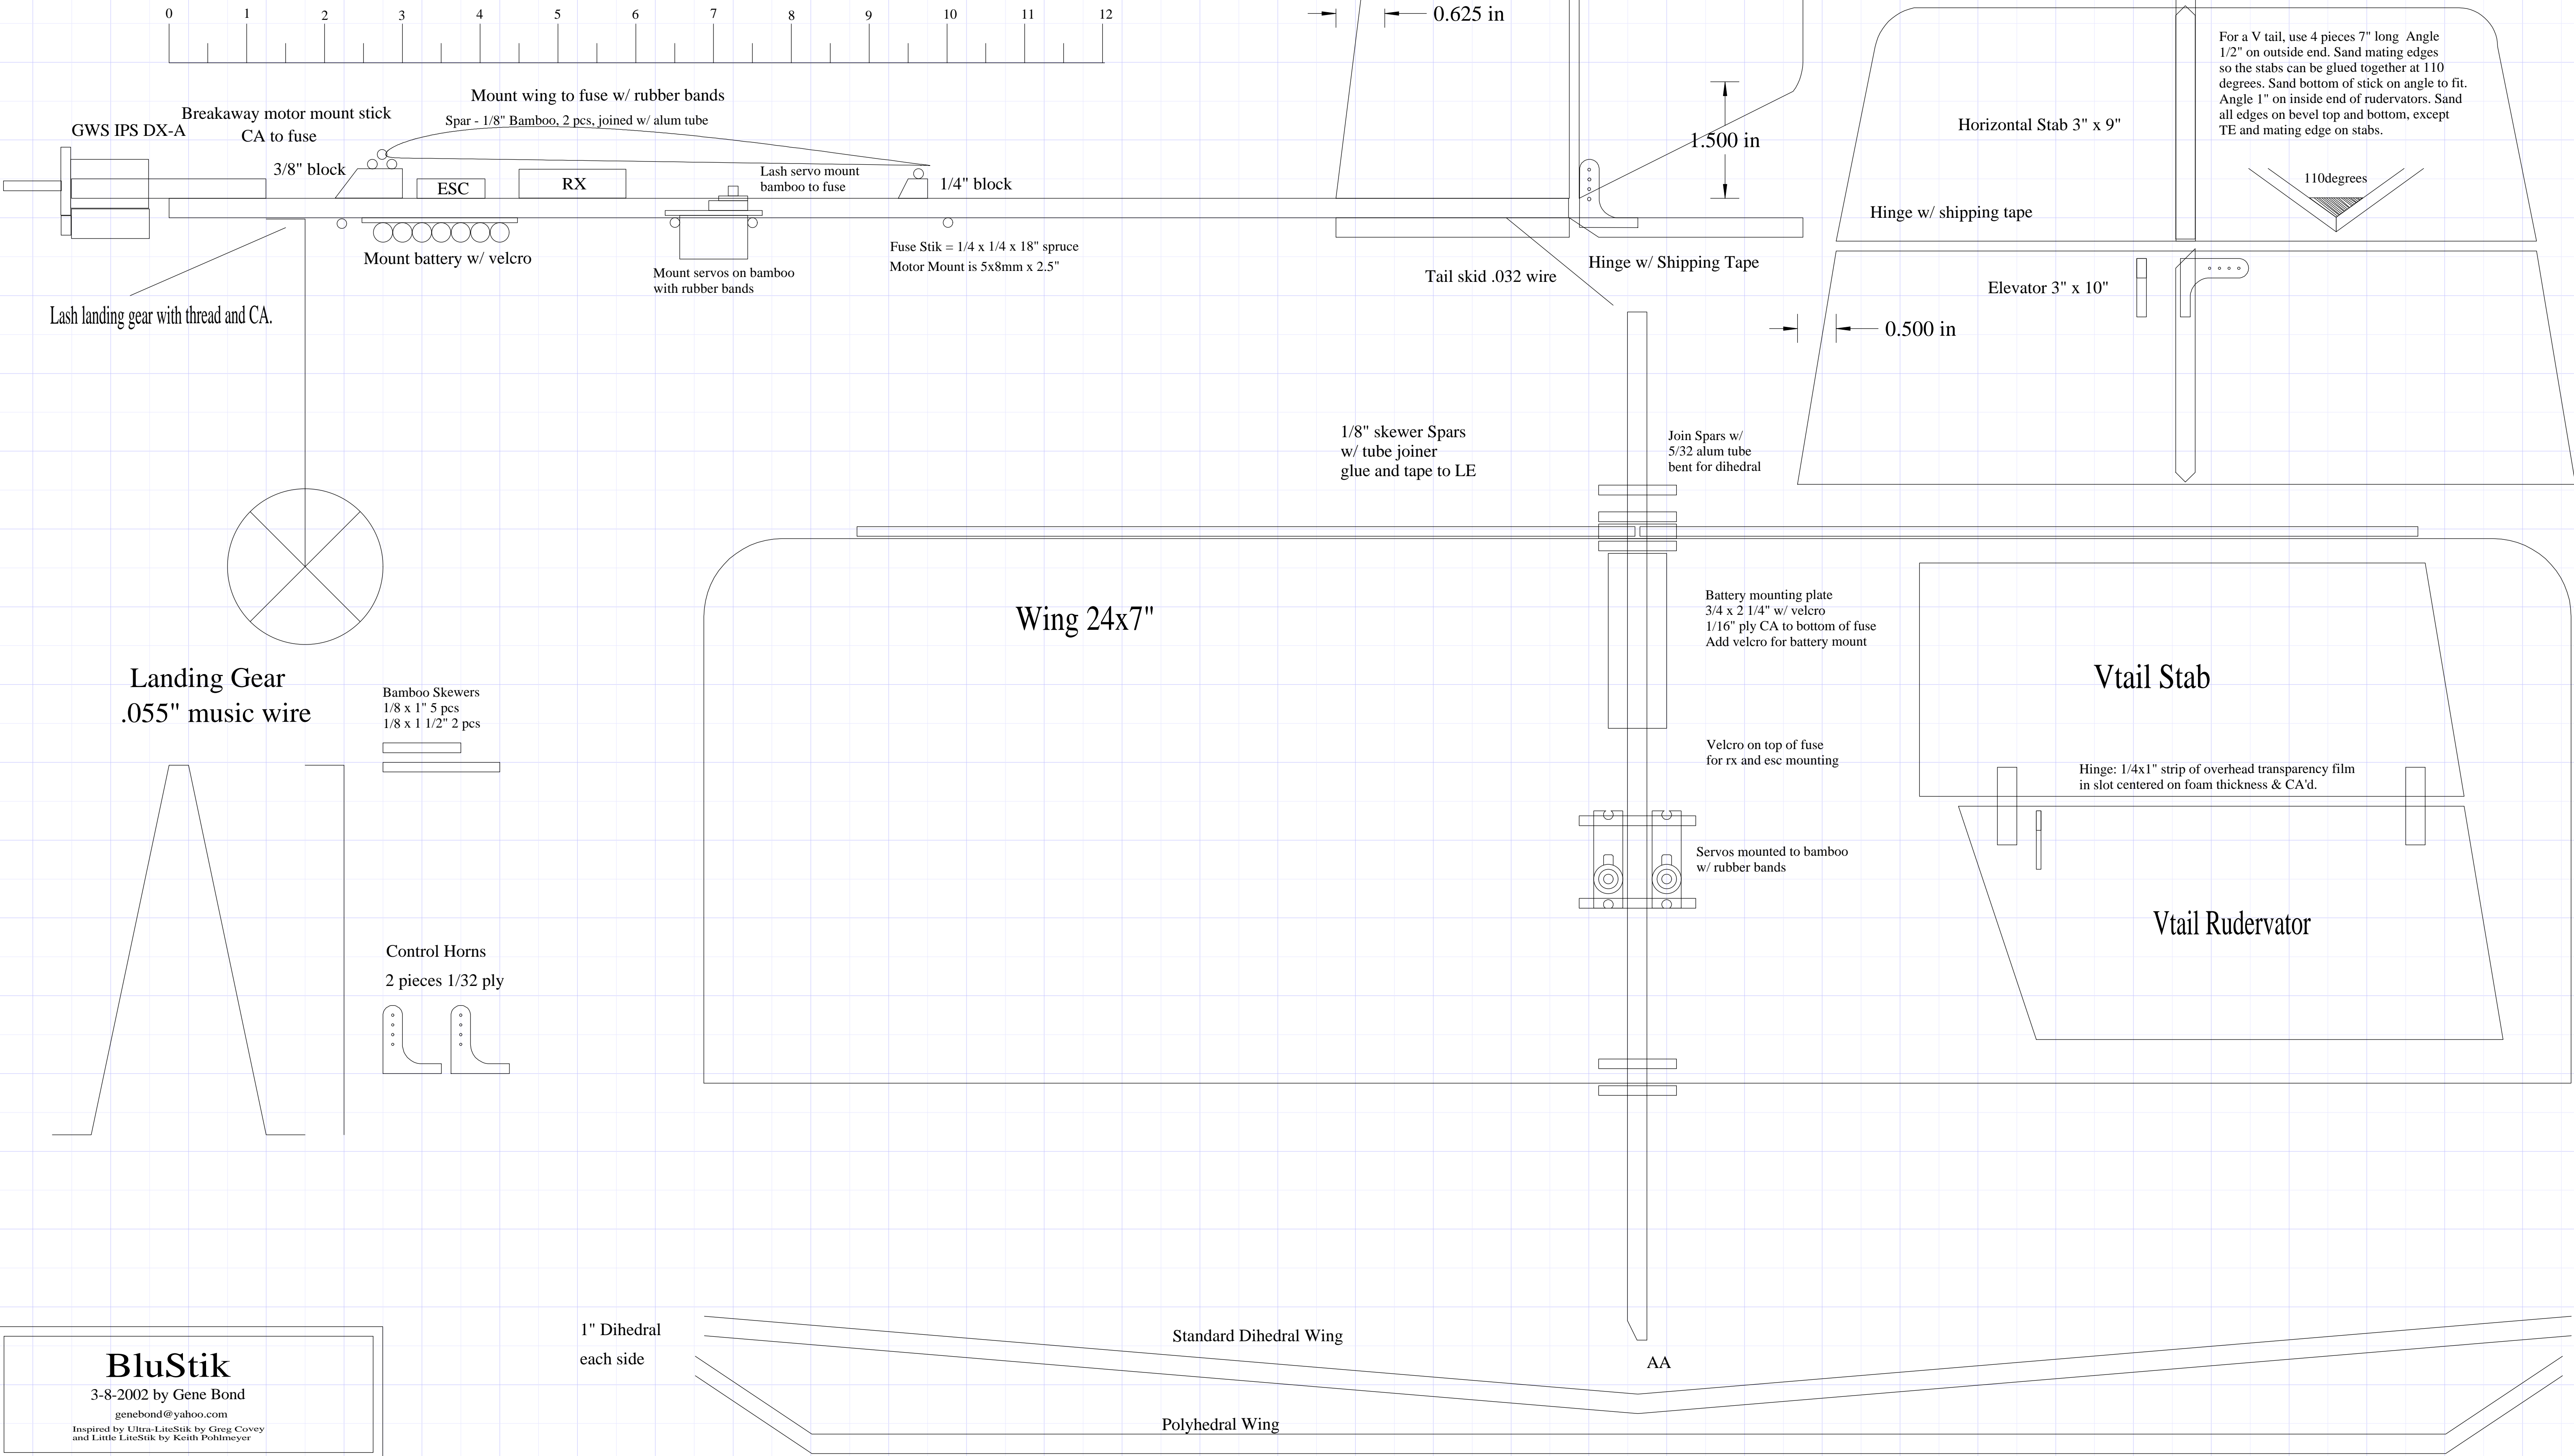 0 1 2 3 4 5 6 7 8 9 10 11 12
0.625 in
For a V tail, use 4 pieces 7" long  Angle
1/2" on outside end. Sand mating edges
so the stabs can be glued together at 110
degrees. Sand bottom of stick on angle to fit.
Angle 1" on inside end of rudervators. Sand
all edges on bevel top and bottom, except
TE and mating edge on stabs.
110degrees
Mount wing to fuse w/ rubber bands
Spar - 1/8" Bamboo, 2 pcs, joined w/ alum tube
Breakaway motor mount stick
CA to fuse
GWS IPS DX-A
3/8" block
ESC
RX
Lash servo mount
bamboo to fuse
1/4" block
1.500 in
Horizontal Stab 3" x 9"
Hinge w/ shipping tape
Mount battery w/ velcro
Mount servos on bamboo
with rubber bands
Fuse Stik = 1/4 x 1/4 x 18" spruce
Motor Mount is 5x8mm x 2.5"
Tail skid .032 wire
Hinge w/ Shipping Tape
Elevator 3" x 10"
0.500 in
Lash landing gear with thread and CA.
1/8" skewer Spars
w/ tube joiner
glue and tape to LE
Join Spars w/
5/32 alum tube
bent for dihedral
Wing 24x7"
Battery mounting plate
3/4 x 2 1/4" w/ velcro
1/16" ply CA to bottom of fuse
Add velcro for battery mount
Vtail Stab
Landing Gear
.055" music wire
Bamboo Skewers
1/8 x 1" 5 pcs
1/8 x 1 1/2" 2 pcs
Velcro on top of fuse
for rx and esc mounting
Hinge: 1/4x1" strip of overhead transparency film
in slot centered on foam thickness & CA'd.
Servos mounted to bamboo
w/ rubber bands
Vtail Rudervator
Control Horns
2 pieces 1/32 ply
1" Dihedral
each side
Standard Dihedral Wing
AA
Polyhedral Wing
BluStik
3-8-2002 by Gene Bond
genebond@yahoo.com
Inspired by Ultra-LiteStik by Greg Covey
and Little LiteStik by Keith Pohlmeyer